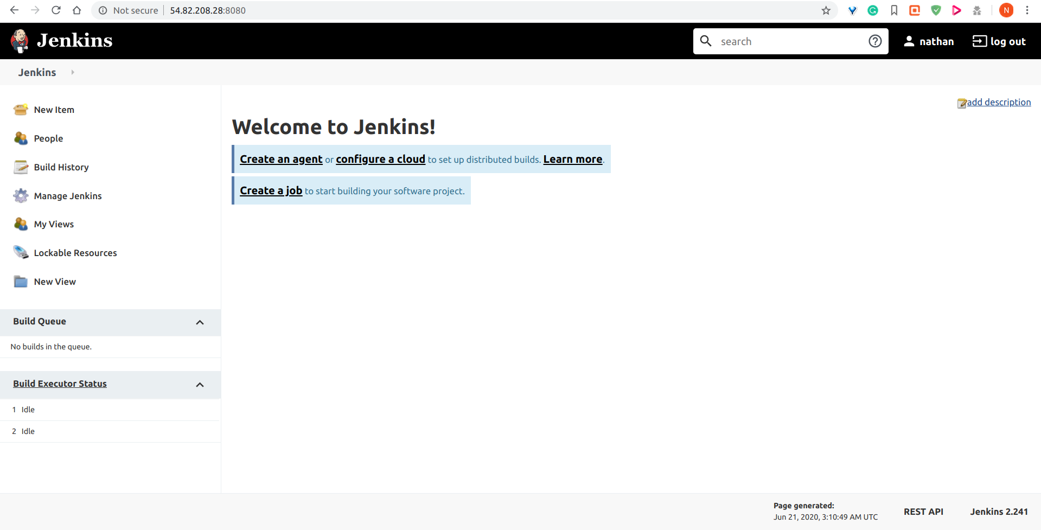 Not secure 54.82.208.28:8080
N
Jenkins
search
nathan
log out
Jenkins
add description
New Item
People
Build History
Manage Jenkins
My Views
Lockable Resources
New View
Welcome to Jenkins!
Create an agent or configure a cloud to set up distributed builds. Learn more.
Create a job to start building your software project.
Build Queue
No builds in the queue.
Build Executor Status
1 Idle
2 Idle
Page generated:
Jun 21, 2020, 3:10:49 AM UTC
REST API
Jenkins 2.241